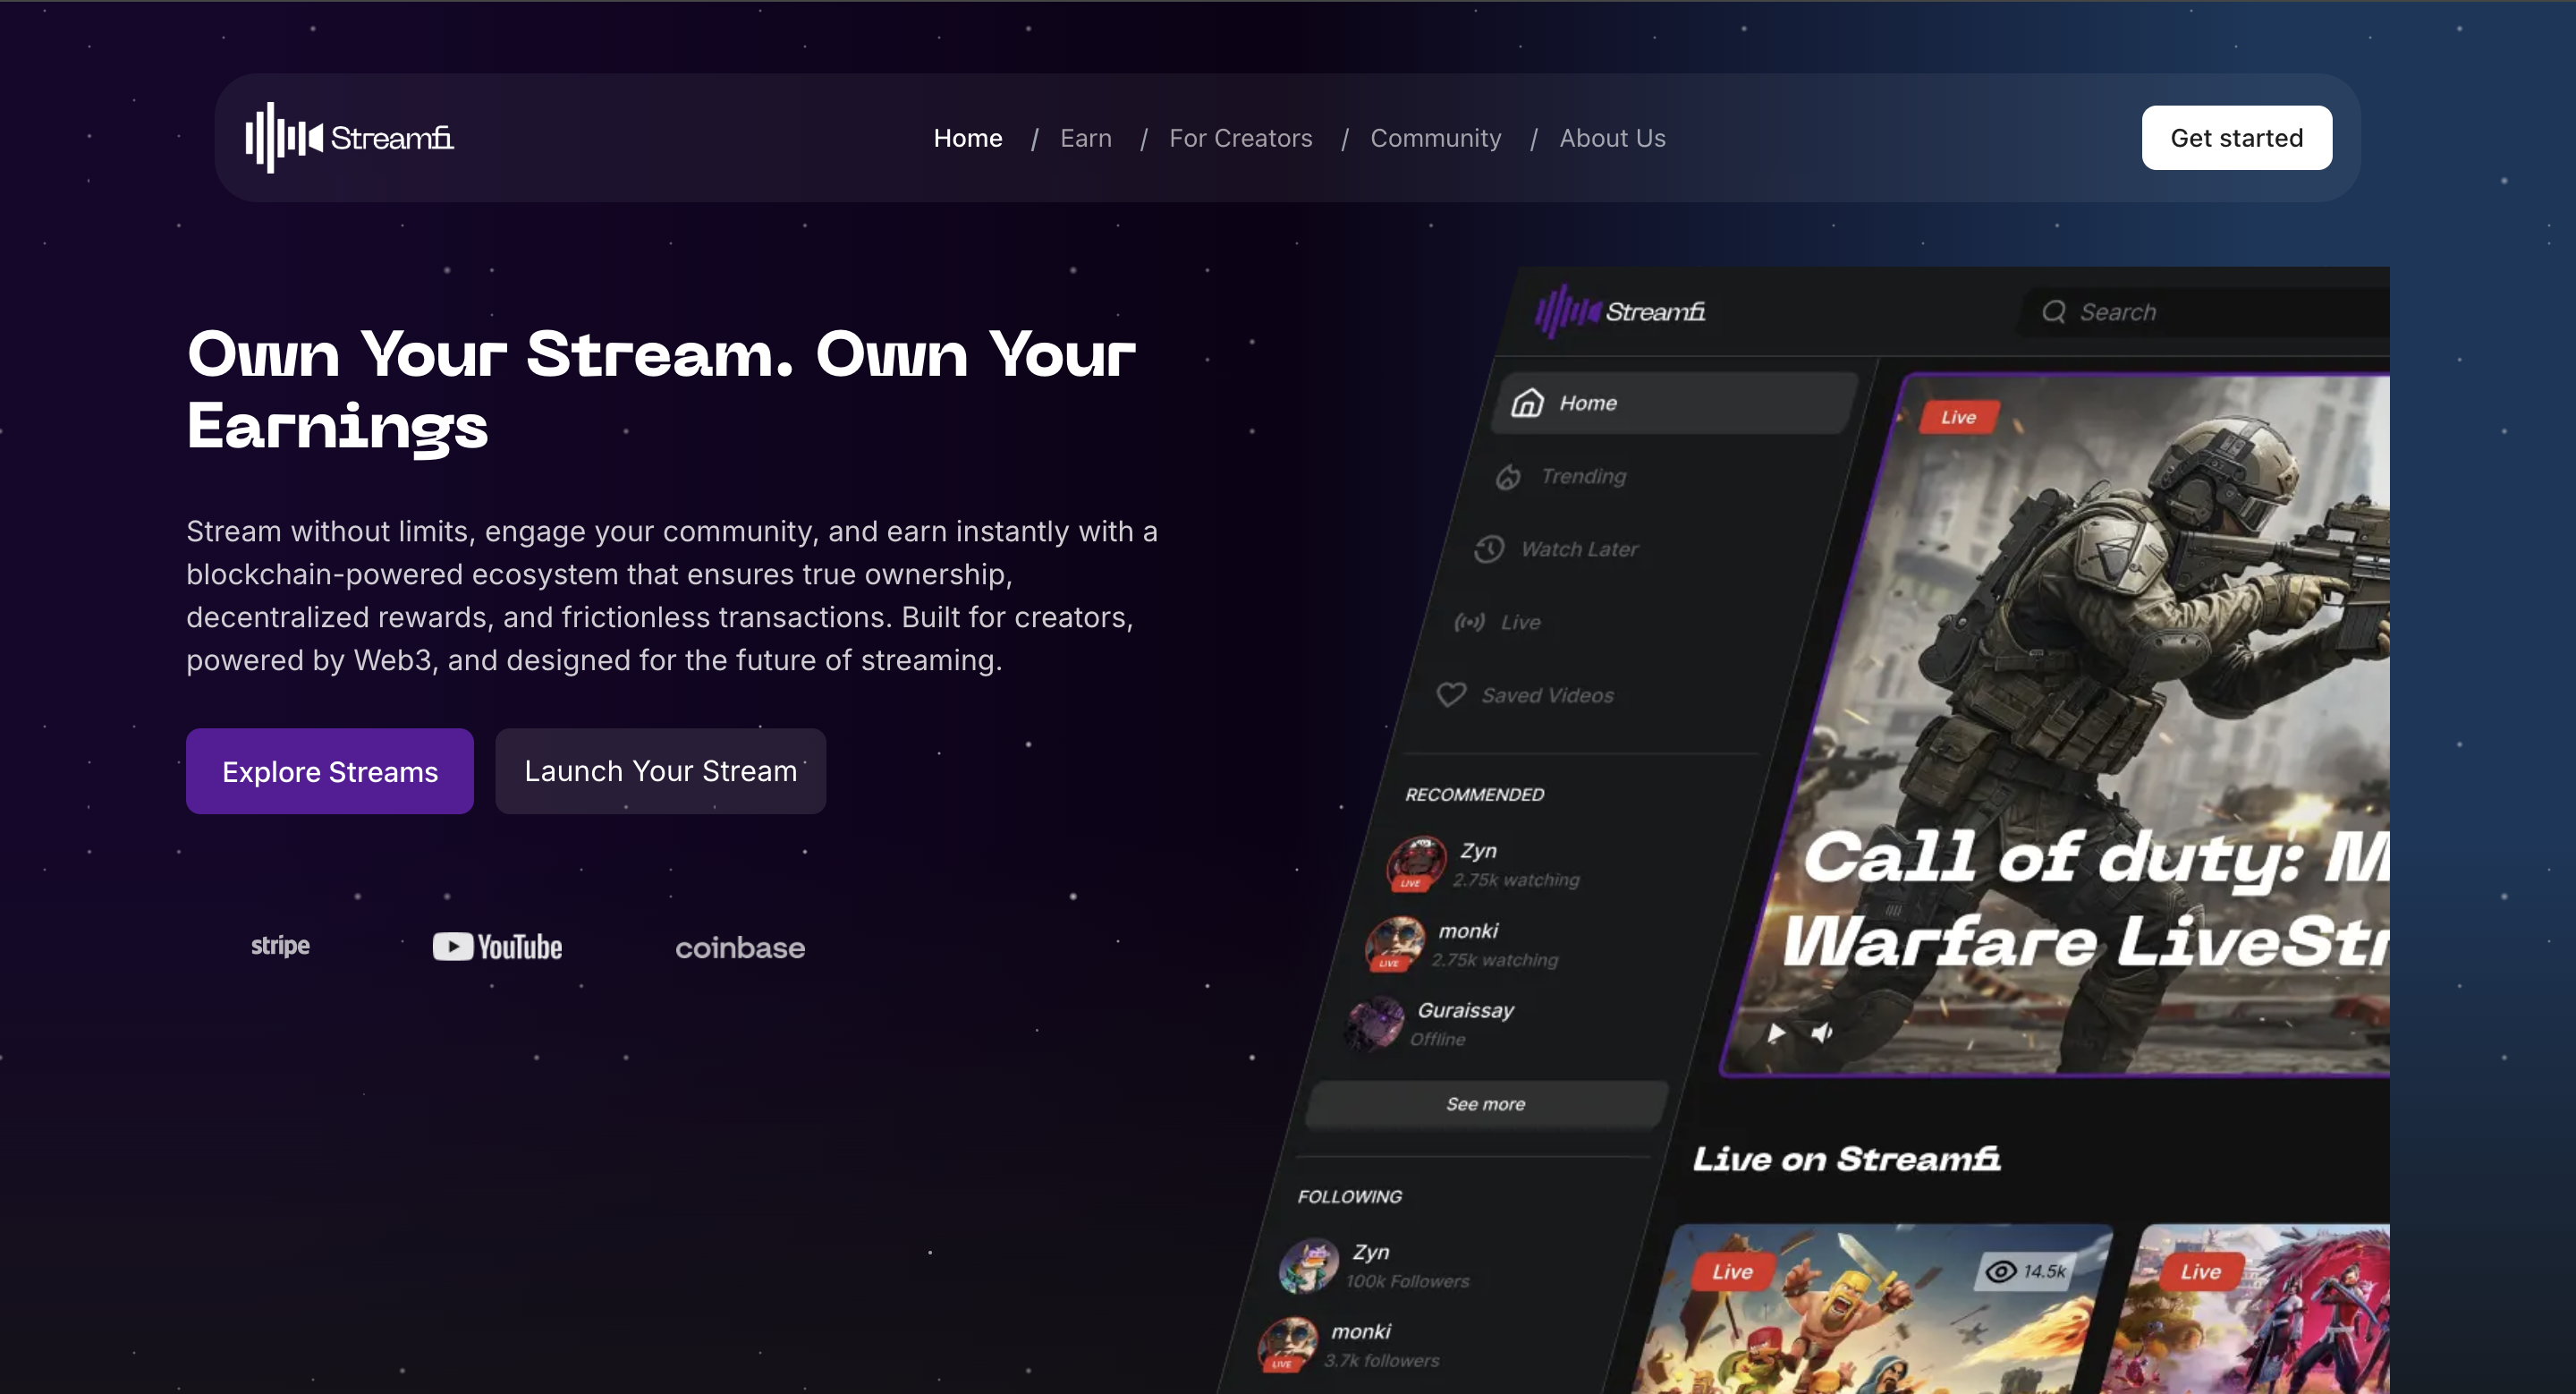 Streamfi
Home / Earn / For Creators / Community / About Us
Get started
Own Your Stream. Own Your
Earnings
Stream without limits, engage your community, and earn instantly with a
blockchain-powered ecosystem that ensures true ownership,
decentralized rewards, and frictionless transactions. Built for creators,
powered by Web3, and designed for the future of streaming.
Explore Streams
Launch Your Stream
stripe
YouTube
coinbase
Streamfi
Search
Home
Trending
Watch Later
Live
Saved Videos
RECOMMENDED
Zyn
2.75k watching
LIVE
monki
2.75k watching
LIVE
Guraissay
Offline
See more
FOLLOWING
Zyn
100k Followers
monki
3.7k followers
LIVE
Live
Call of duty: M
Warfare LiveStr
Live on Streamfi
Live
14.5k
Live